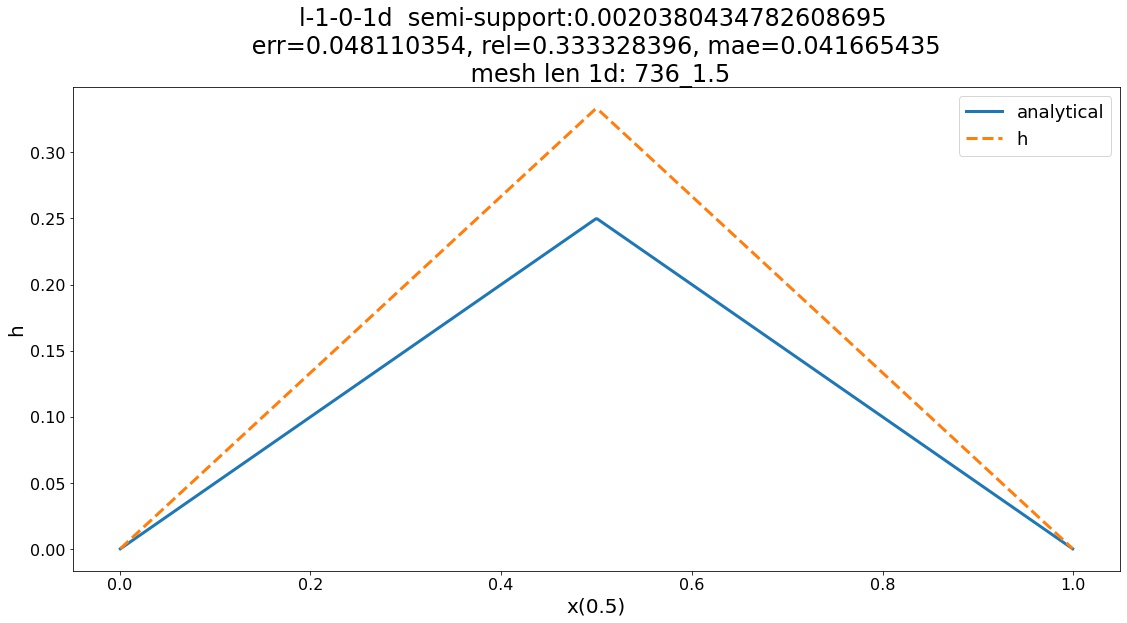 l-1-0-1d  semi-support:0.0020380434782608695
err=0.048110354, rel=0.333328396, mae=0.041665435
mesh len 1d: 736_1.5
analytical
h
h
0.30
0.25
0.20
0.15
0.10
0.05
0.00
0.0 0.2 0.4 0.6 0.8 1.0
x(0.5)